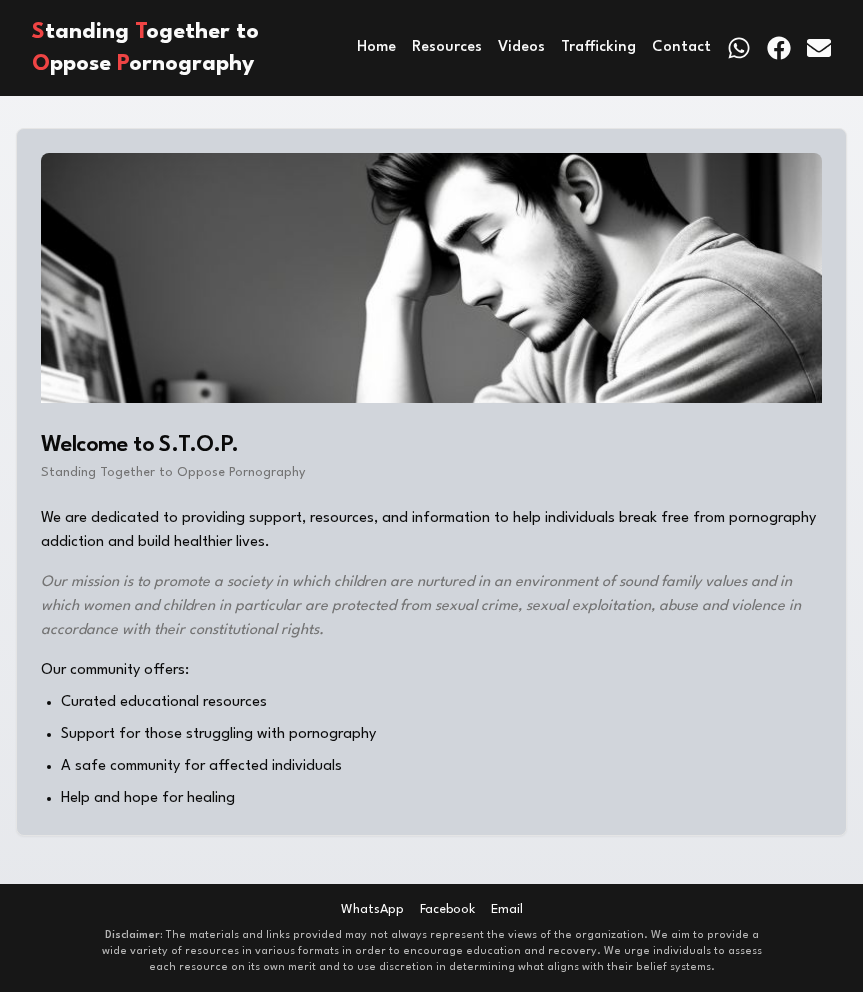 Standing Together to
Oppose Pornography
Home Resources Videos Trafficking Contact
Welcome to S.T.O.P.
Standing Together to Oppose Pornography
We are dedicated to providing support, resources, and information to help individuals break free from pornography
addiction and build healthier lives.
Our mission is to promote a society in which children are nurtured in an environment of sound family values and in
which women and children in particular are protected from sexual crime, sexual exploitation, abuse and violence in
accordance with their constitutional rights.
Our community offers:
• Curated educational resources
• Support for those struggling with pornography
• A safe community for affected individuals
• Help and hope for healing
WhatsApp Facebook Email
Disclaimer: The materials and links provided may not always represent the views of the organization. We aim to provide a
wide variety of resources in various formats in order to encourage education and recovery. We urge individuals to assess
each resource on its own merit and to use discretion in determining what aligns with their belief systems.